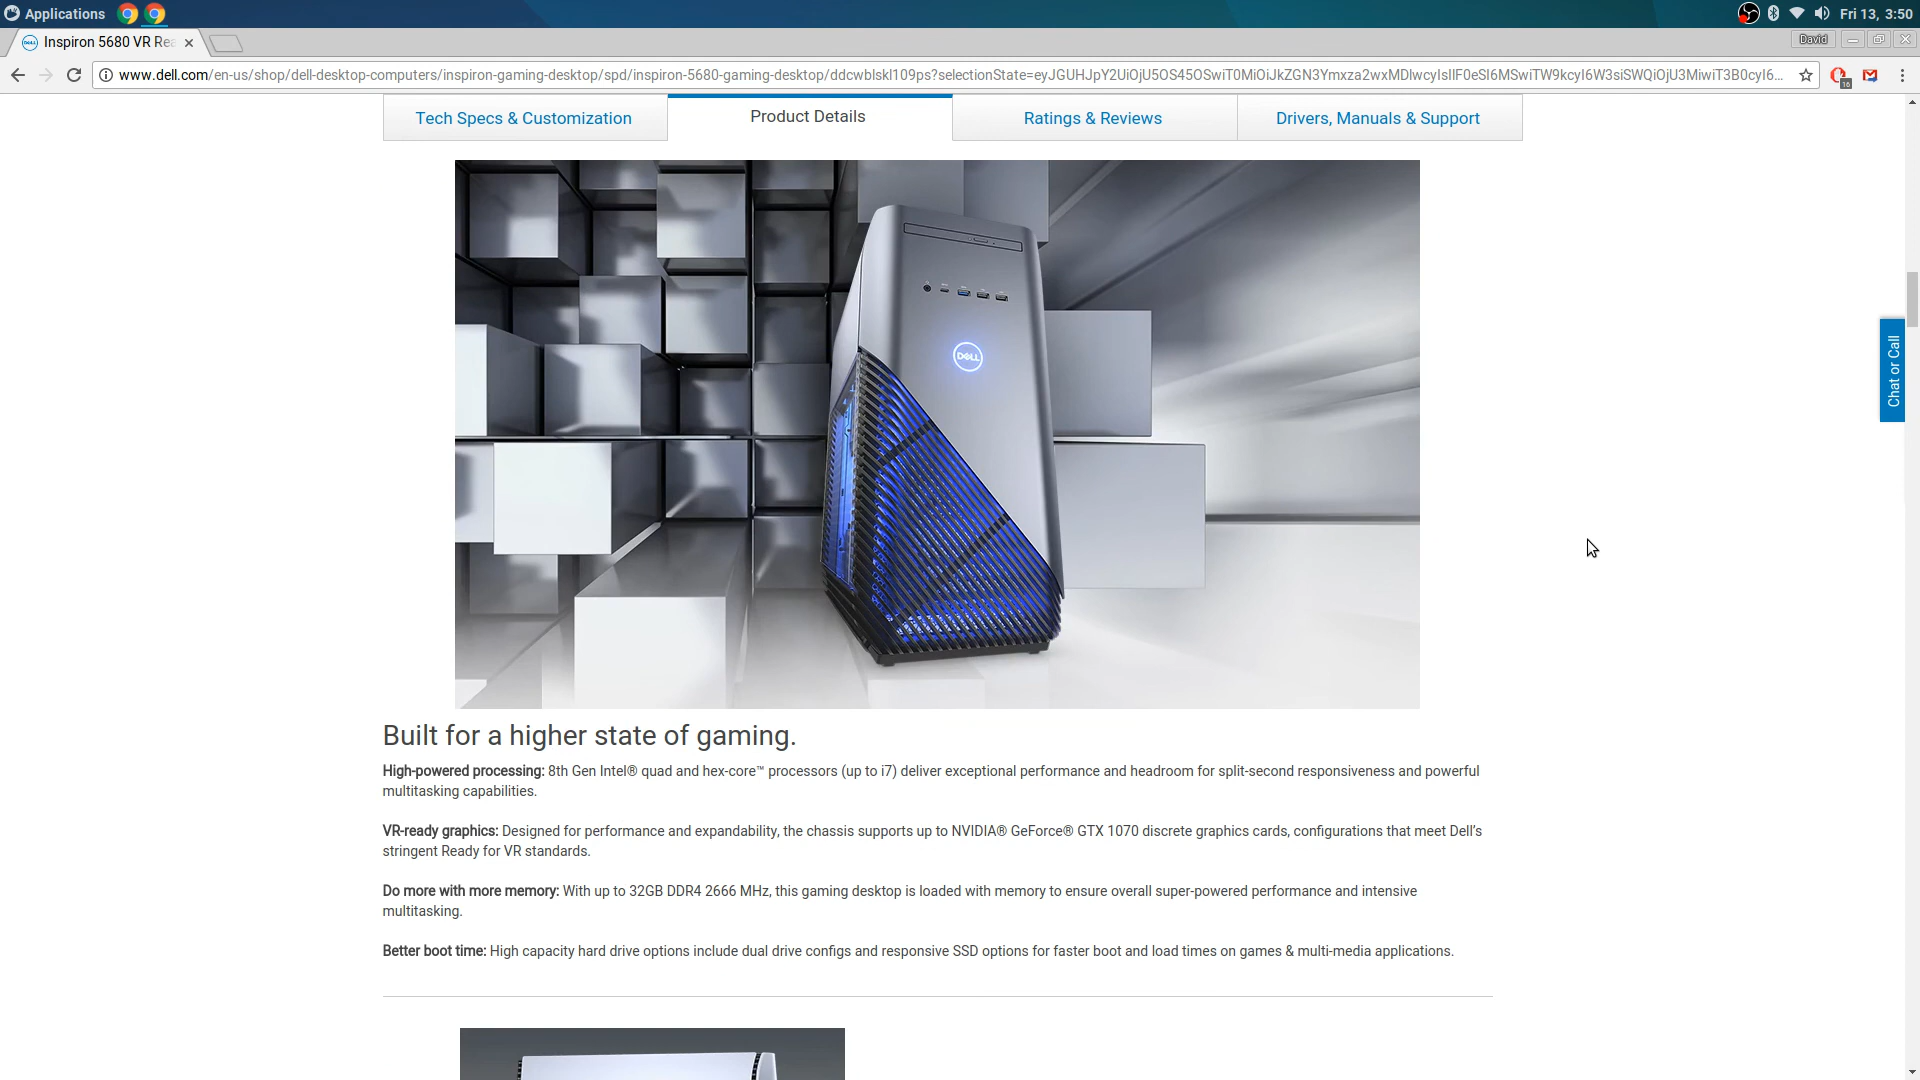 Applications
Fri 13, 3:50
Inspiron 5680 VR Rea
David
www.dell.com/en-us/shop/dell-desktop-computers/inspiron-gaming-desktop/spd/inspiron-5680-gaming-desktop/ddcwblskl109ps?selectionState=eyJGUHJpY2UiOjU5OS45OSwiT0MiOiJkZGN3Ymxza2wxMDlwcyIsIlF0eSI6MSwiTW9kcyI6W3siSWQiOjU3MiwiT3B0cyI6...
16
Tech Specs & Customization
Product Details
Ratings & Reviews
Drivers, Manuals & Support
DELL
Chat or Call
Built for a higher state of gaming.
High-powered processing: 8th Gen Intel® quad and hex-core™ processors (up to i7) deliver exceptional performance and headroom for split-second responsiveness and powerful
multitasking capabilities.
VR-ready graphics: Designed for performance and expandability, the chassis supports up to NVIDIA® GeForce® GTX 1070 discrete graphics cards, configurations that meet Dell’s
stringent Ready for VR standards.
Do more with more memory: With up to 32GB DDR4 2666 MHz, this gaming desktop is loaded with memory to ensure overall super-powered performance and intensive
multitasking.
Better boot time: High capacity hard drive options include dual drive configs and responsive SSD options for faster boot and load times on games & multi-media applications.